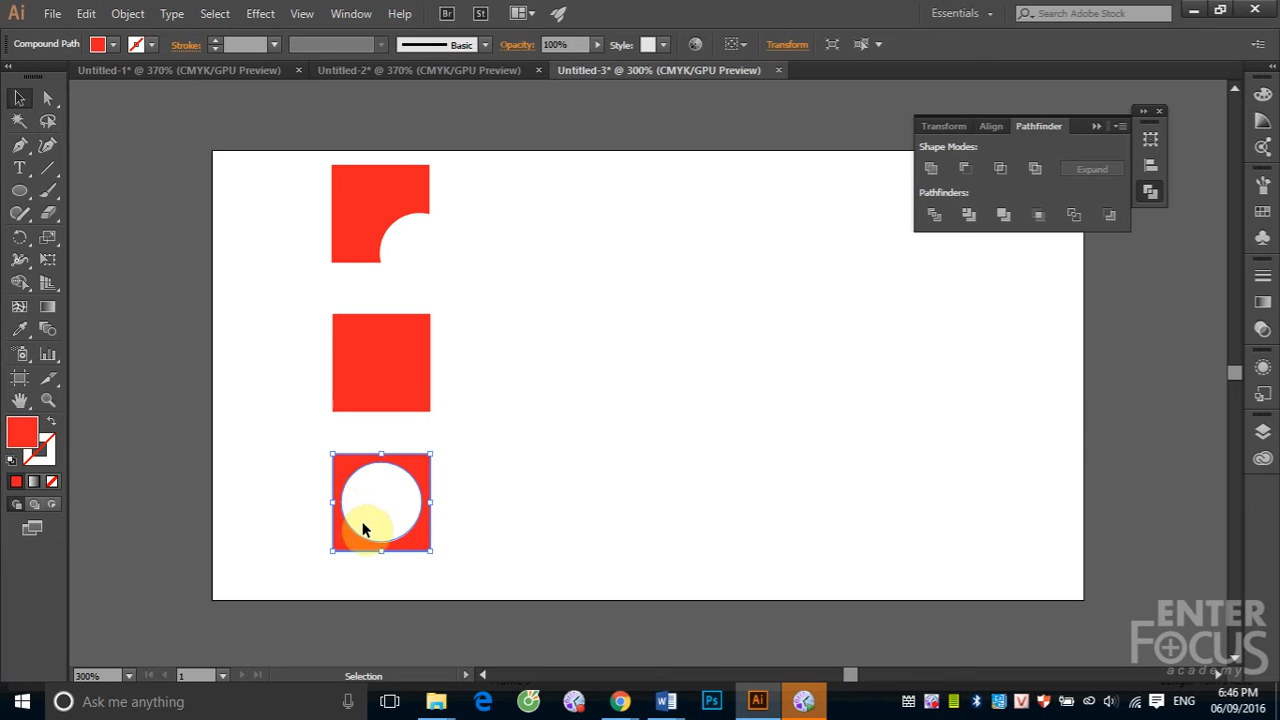 Ai File Edit Object Type Select Effect View Window Help Br St Essentials Search Adobe Stock
Compound Path Stroke: Basic Opacity: 100% Style: Transform
Untitled-1* @ 370% (CMYK/GPU Preview) Untitled-2* @ 370% (CMYK/GPU Preview) Untitled-3* @ 300% (CMYK/GPU Preview)
Transform Align Pathfinder
Shape Modes:
Expand
Pathfinders:
ENTER
FOCUS
academy
300% 1 Selection
Ask me anything Ps Ai ENG 6:46 PM
06/09/2016